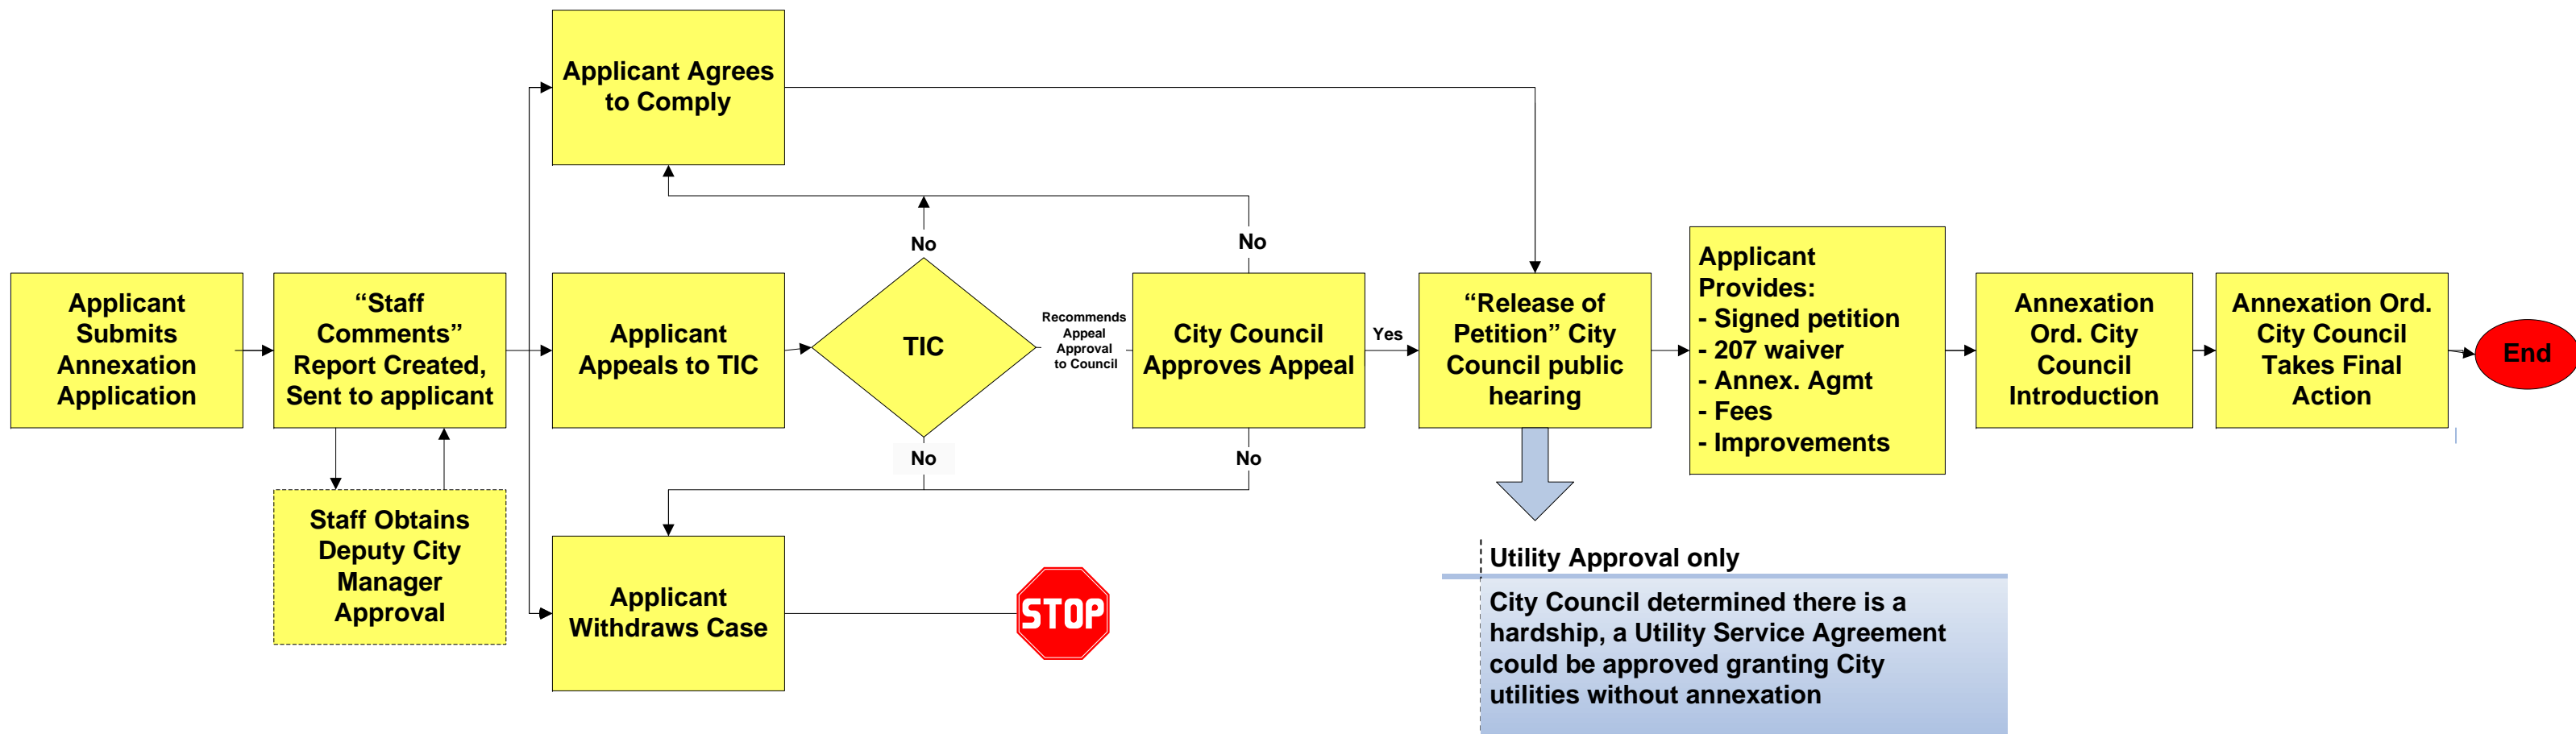 Applicant
Submits
Annexation
Application
“Staff
Comments”
Report Created,
Sent to applicant
Staff Obtains
Deputy City
Manager
Approval
Applicant Agrees
to Comply
Applicant
Appeals to TIC
Applicant
Withdraws Case
No
TIC
No
STOP
Recommends
Appeal
Approval
to Council
No
City Council
Approves Appeal
No
Yes
“Release of
Petition” City
Council public
hearing
Utility Approval only
City Council determined there is a
hardship, a Utility Service Agreement
could be approved granting City
utilities without annexation
Applicant
Provides:
- Signed petition
- 207 waiver
- Annex. Agmt
- Fees
- Improvements
Annexation
Ord. City
Council
Introduction
Annexation Ord.
City Council
Takes Final
Action
End